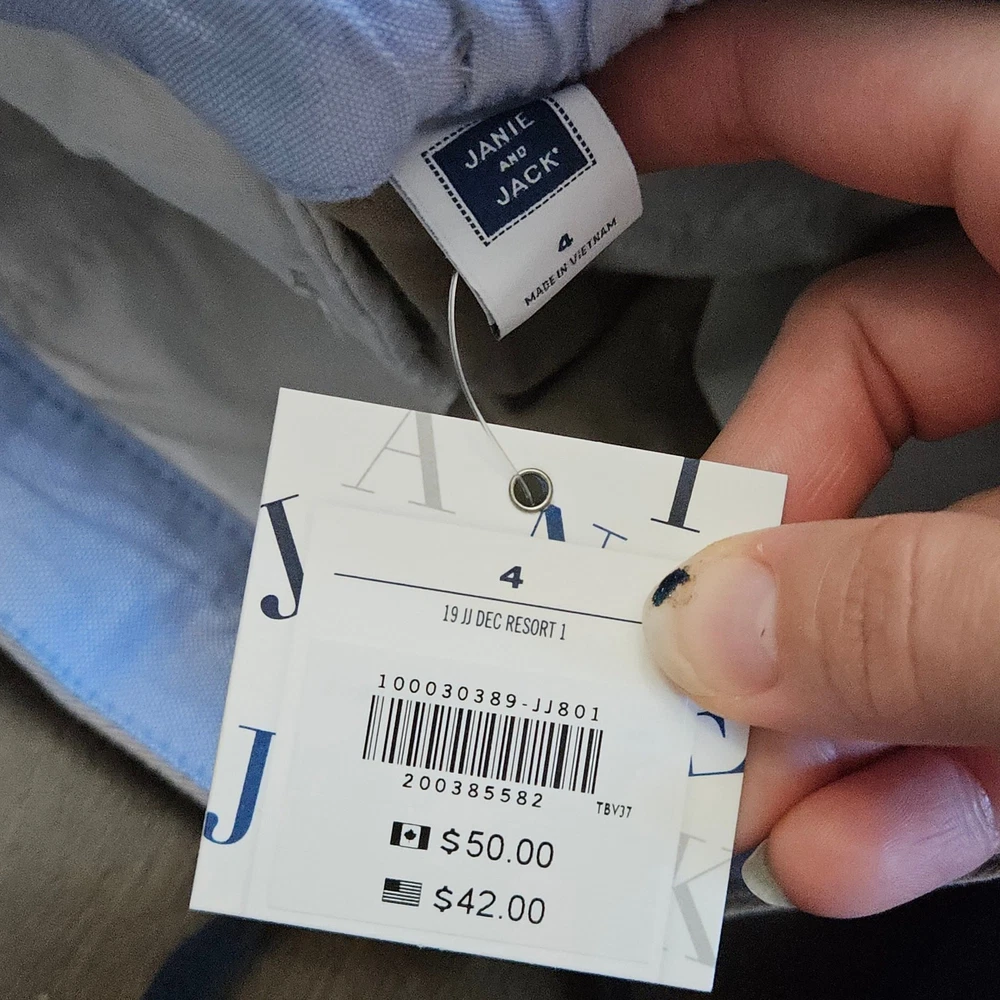 JANIE
AND
JACK
4
MADE IN VIETNAM
4
19 JJ DEC RESORT 1
100030389-JJ801
200385582
TBV37
$50.00
$42.00